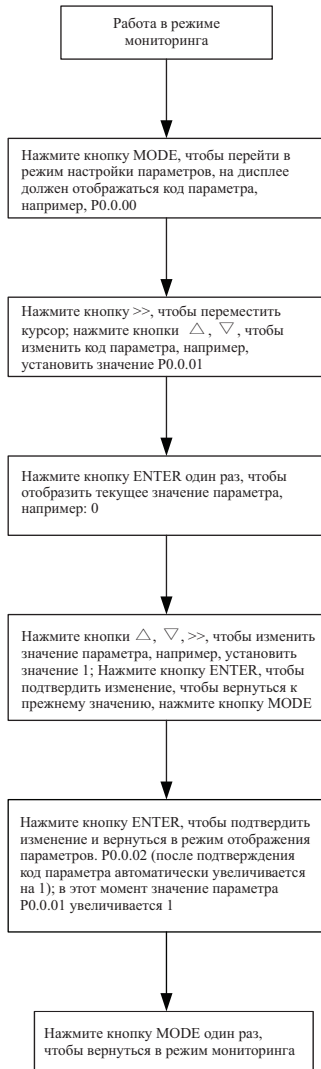 Работа в режиме
мониторинга
Нажмите кнопку MODE, чтобы перейти в
режим настройки параметров, на дисплее
должен отображаться код параметра,
например, P0.0.00
Нажмите кнопку >>, чтобы переместить
курсор; нажмите кнопки △, ▽, чтобы
изменить код параметра, например,
установить значение P0.0.01
Нажмите кнопку ENTER один раз, чтобы
отобразить текущее значение параметра,
например: 0
Нажмите кнопки △, ▽, >>, чтобы изменить
значение параметра, например, установить
значение 1; Нажмите кнопку ENTER, чтобы
подтвердить изменение, чтобы вернуться к
прежнему значению, нажмите кнопку MODE
Нажмите кнопку ENTER, чтобы подтвердить
изменение и вернуться в режим отображения
параметров. P0.0.02 (после подтверждения
код параметра автоматически увеличивается
на 1); в этот момент значение параметра
P0.0.01 увеличивается 1
Нажмите кнопку MODE один раз,
чтобы вернуться в режим мониторинга